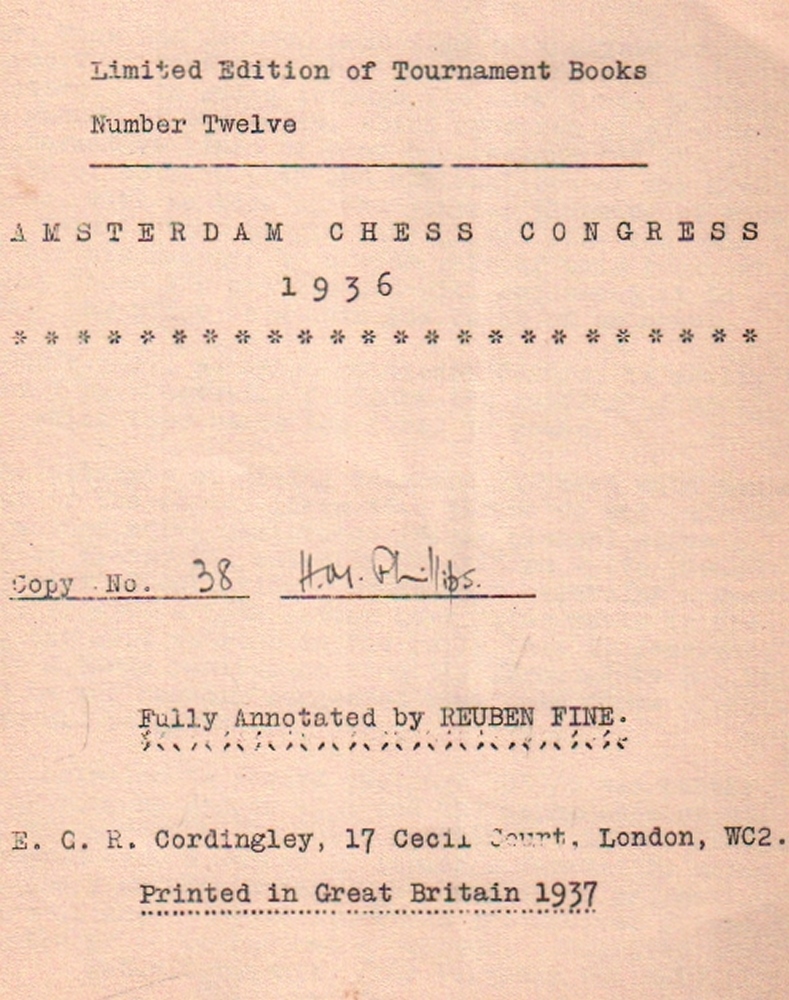 Limited Edition of Tournament Books
Number Twelve
AMSTERDAM CHESS CONGRESS
1936
* * * * * * * * * * * * * * * * * * * * * * * *
Copy No. 38 H.M. Phillips.
Fully Annotated by REUBEN FINE.
E. G. R. Cordingley, 17 Cecil Court, London, WC2.
Printed in Great Britain 1937